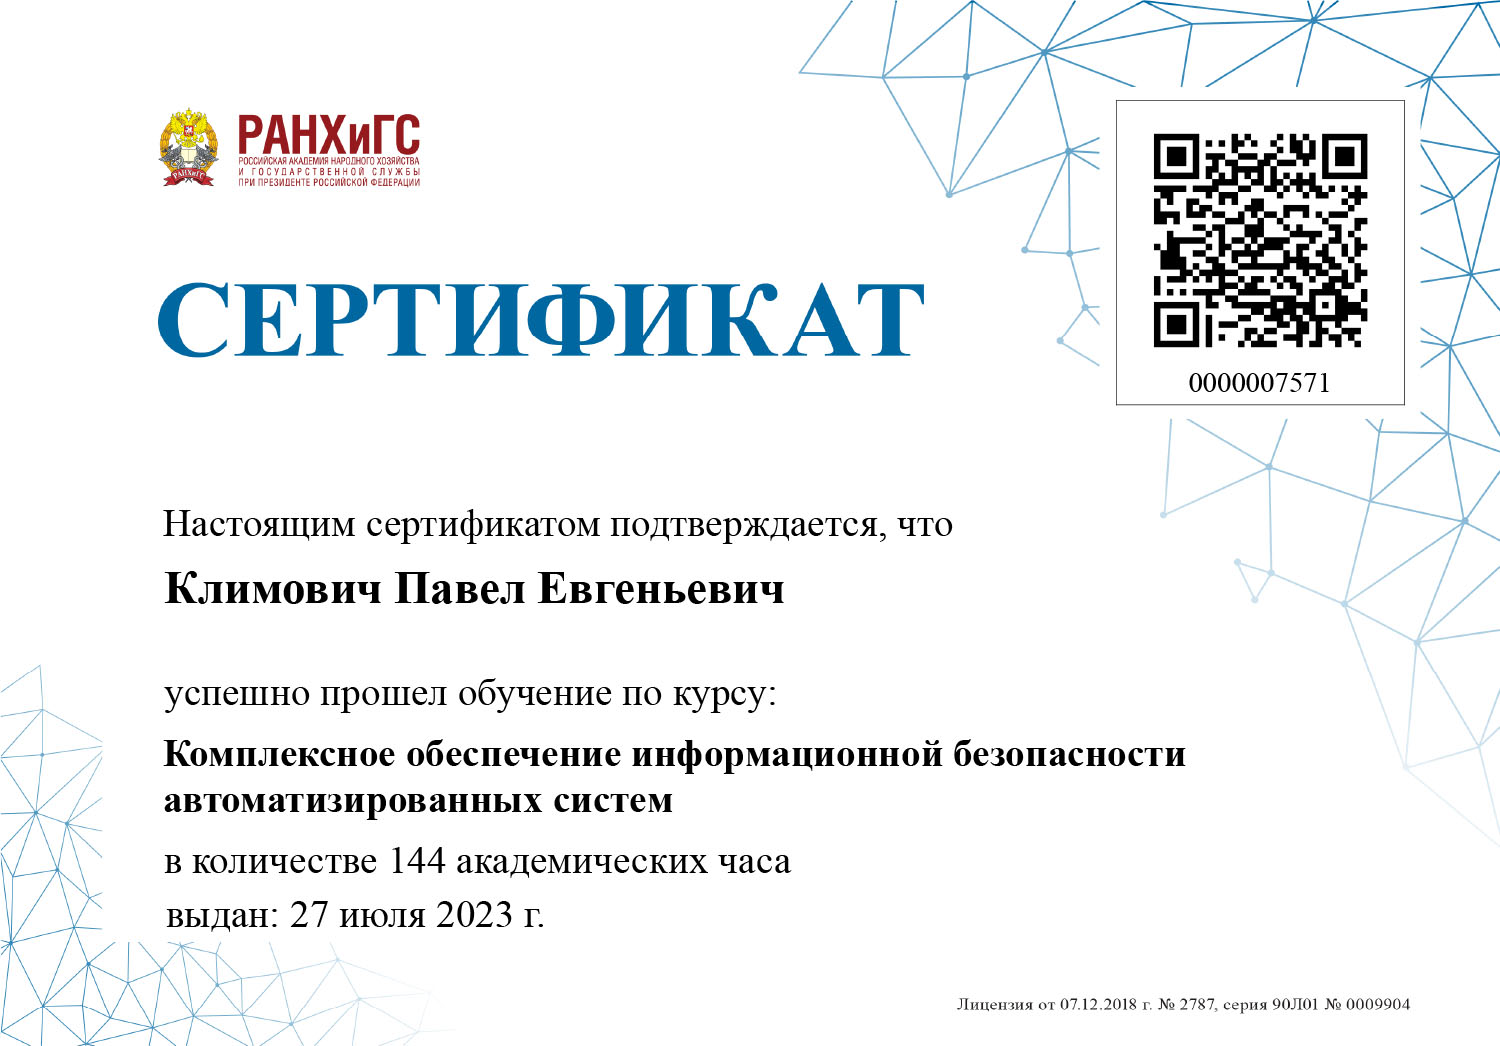 РАНХиГС
РОССИЙСКАЯ АКАДЕМИЯ НАРОДНОГО ХОЗЯЙСТВА
И ГОСУДАРСТВЕННОЙ СЛУЖБЫ
ПРИ ПРЕЗИДЕНТЕ РОССИЙСКОЙ ФЕДЕРАЦИИ
РАНХиГС
СЕРТИФИКАТ
0000007571
Настоящим сертификатом подтверждается, что
Климович Павел Евгеньевич
успешно прошел обучение по курсу:
Комплексное обеспечение информационной безопасности
автоматизированных систем
в количестве 144 академических часа
выдан: 27 июля 2023 г.
Лицензия от 07.12.2018 г. № 2787, серия 90Л01 № 0009904